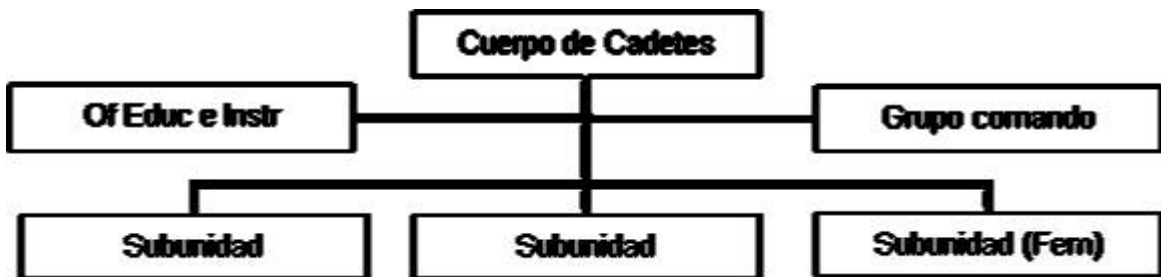 Cuerpo de Cadetes
Of Educ e Instr
Grupo comando
Subunidad
Subunidad
Subunidad (Fem)